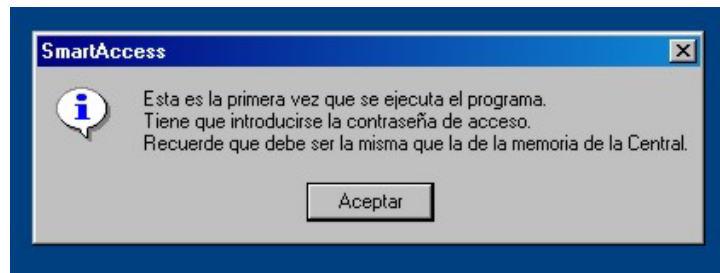 SmartAccess
Esta es la primera vez que se ejecuta el programa.
Tiene que introducirse la contraseña de acceso.
Recuerde que debe ser la misma que la de la memoria de la Central.
Aceptar